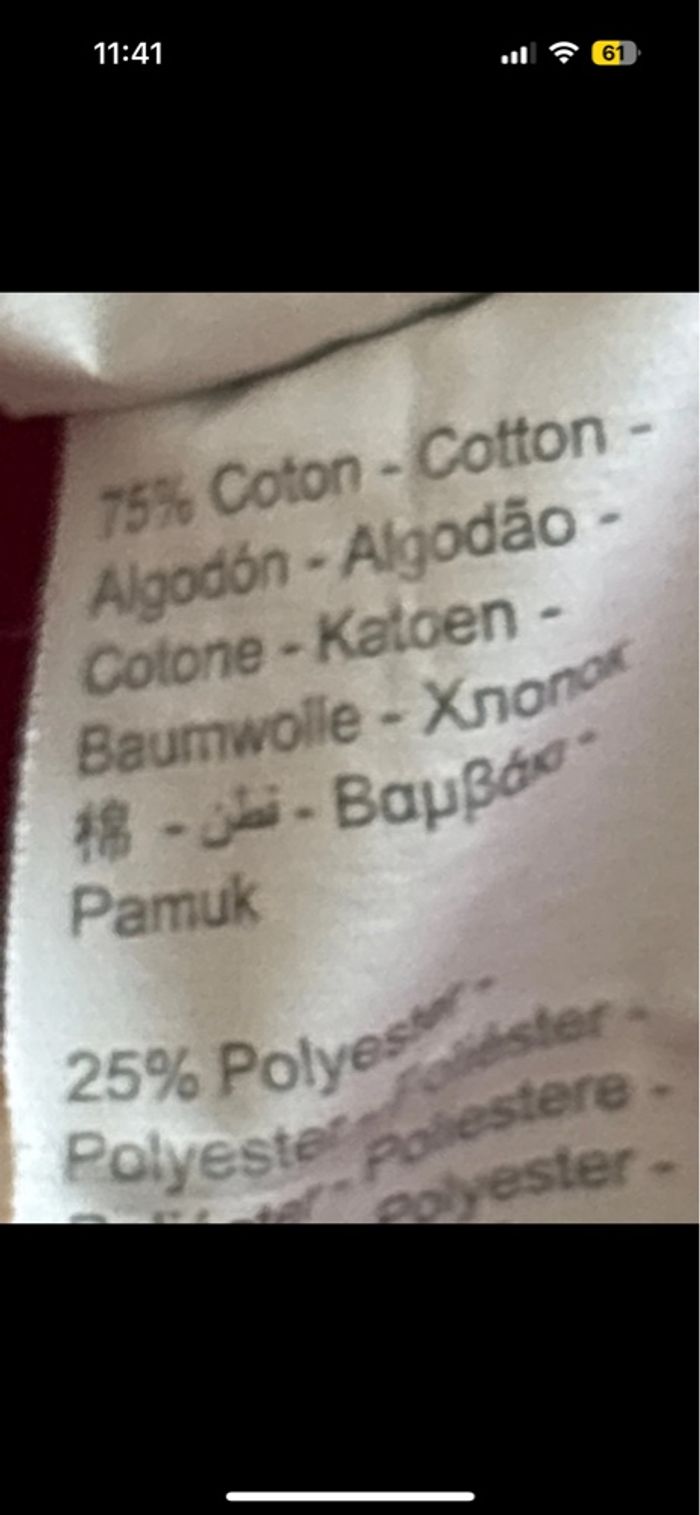 11:41
61
75% Coton - Cotton -
Algodón - Algodão -
Cotone - Katoen -
Baumwolle - Хлопок
棉 - قطن - Βαμβάκι -
Pamuk
25% Polyester -
Polyester - Poliéster -
Poliéster - Poliestere -
Polyester -